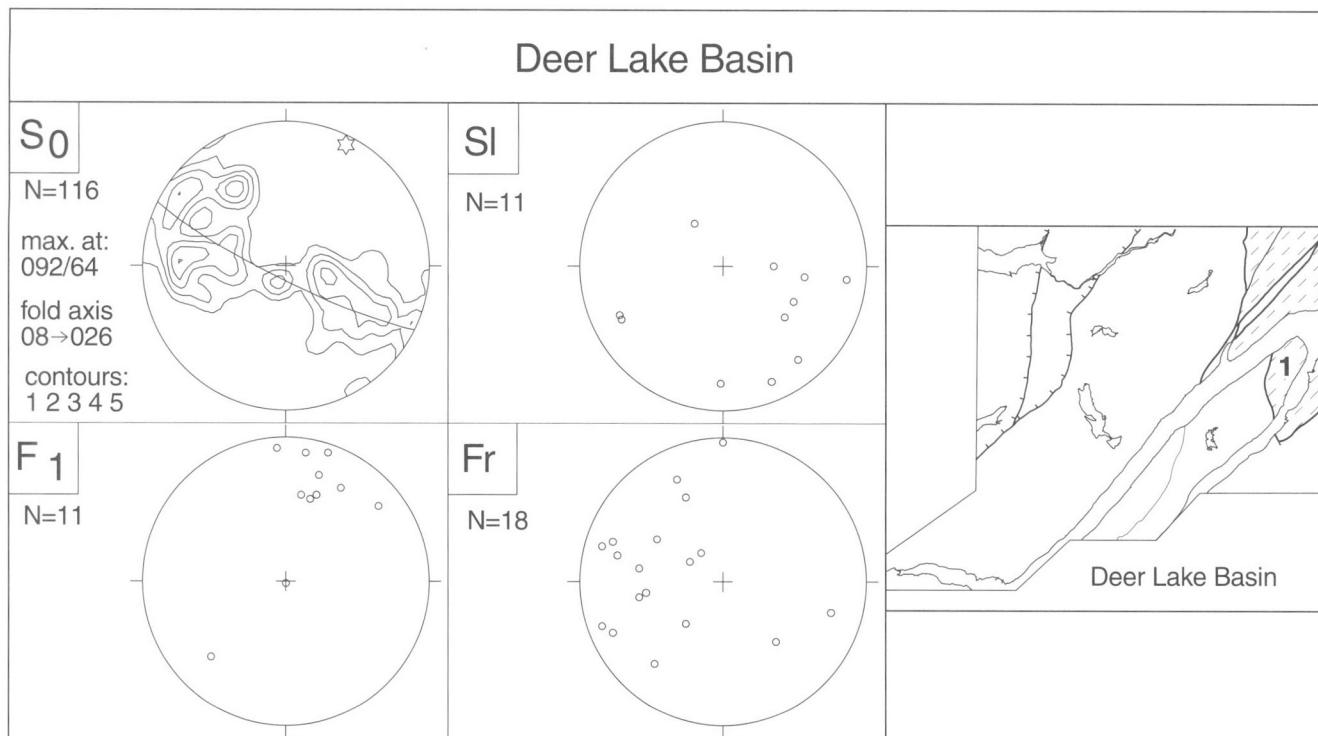 Deer Lake Basin
S0
N=116
max. at:
092/64
fold axis
08→026
contours:
1 2 3 4 5
Sl
N=11
F1
N=11
Fr
N=18
1
Deer Lake Basin